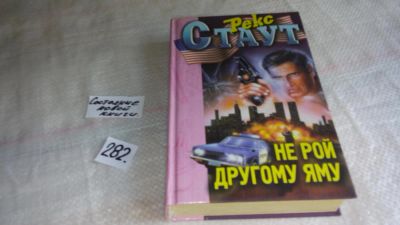 Рекс
СТАУТ
НЕ РОЙ
ДРУГОМУ ЯМУ
Состояние
новой
книги.
282.